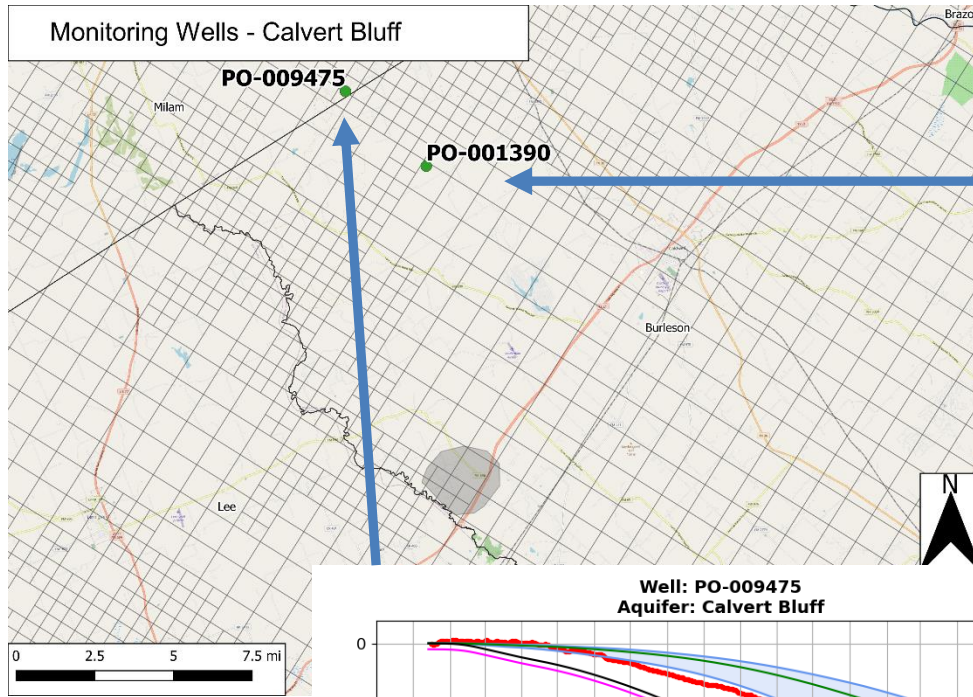 Monitoring Wells - Calvert Bluff
Brazo
PO-009475
Milam
PO-001390
Burleson
Lee
N
0 2.5 5 7.5 mi
Well: PO-009475
Aquifer: Calvert Bluff
0